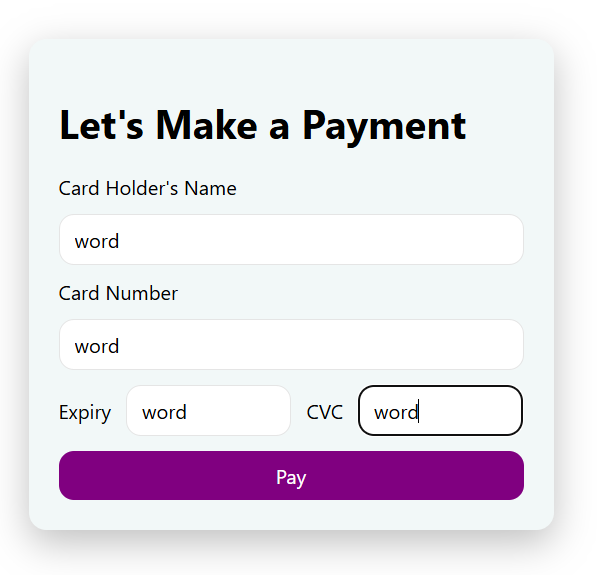 Let's Make a Payment
Card Holder's Name
word
Card Number
word
Expiry word CVC word
Pay